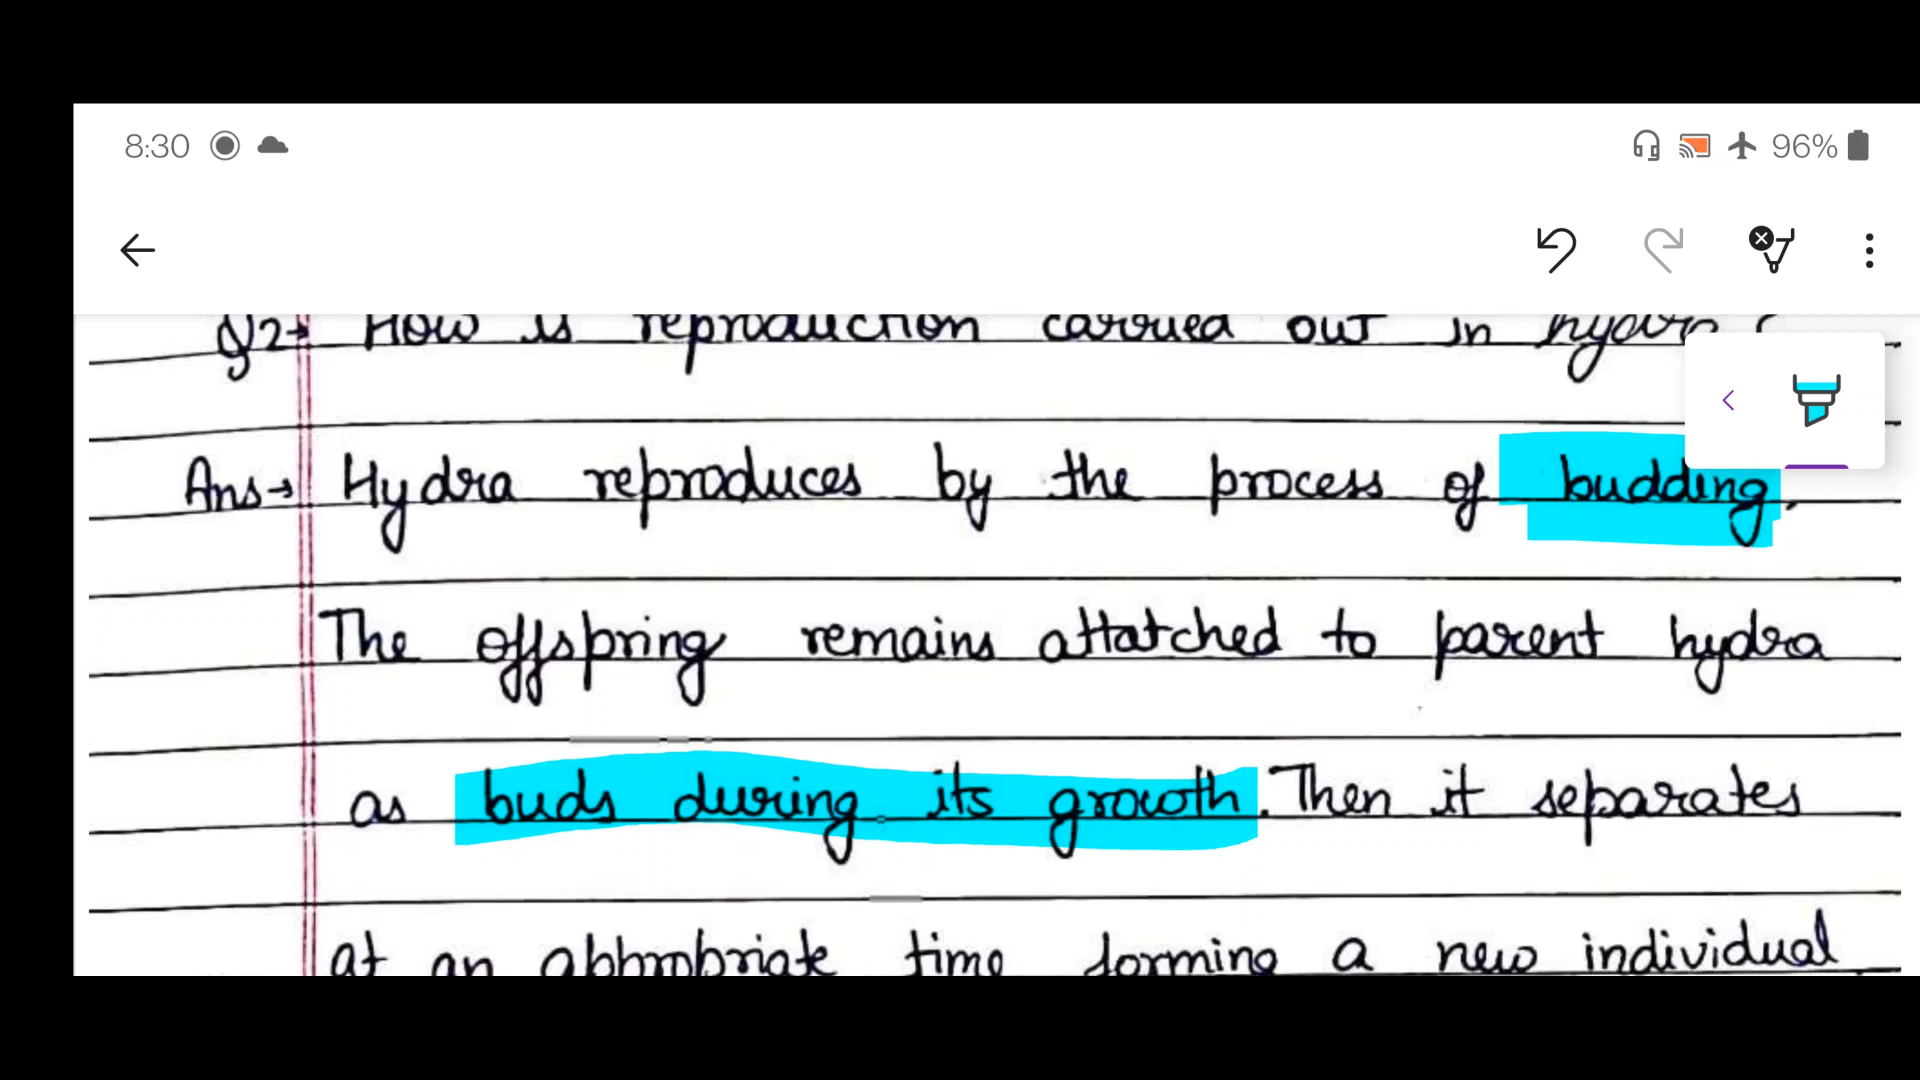 8:30 96%
Q2→ How is reproduction carried out in hydra?
Ans→ Hydra reproduces by the process of budding.
The offspring remains attatched to parent hydra
as buds during its growth. Then it separates
at an appropriate time forming a new individual